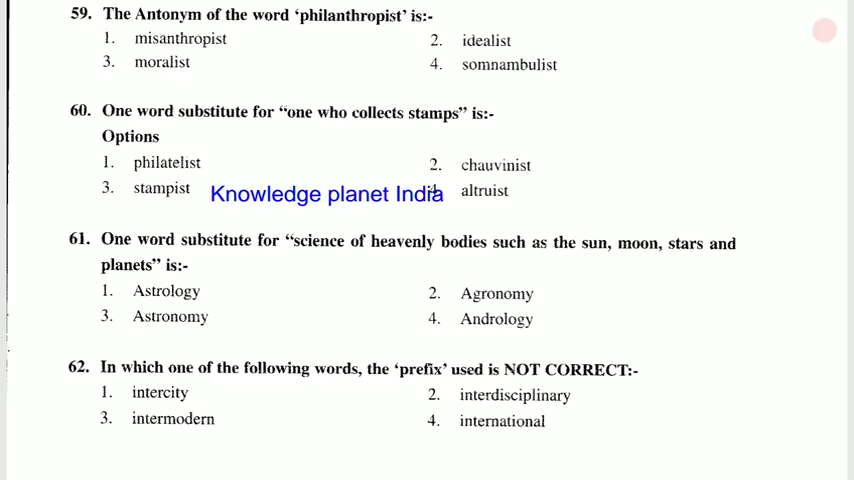 59. The Antonym of the word ‘philanthropist’ is:-
1. misanthropist 2. idealist
3. moralist 4. somnambulist
60. One word substitute for “one who collects stamps” is:-
Options
1. philatelist 2. chauvinist
3. stampist Knowledge planet India altruist
61. One word substitute for “science of heavenly bodies such as the sun, moon, stars and
planets” is:-
1. Astrology 2. Agronomy
3. Astronomy 4. Andrology
62. In which one of the following words, the ‘prefix’ used is NOT CORRECT:-
1. intercity 2. interdisciplinary
3. intermodern 4. international